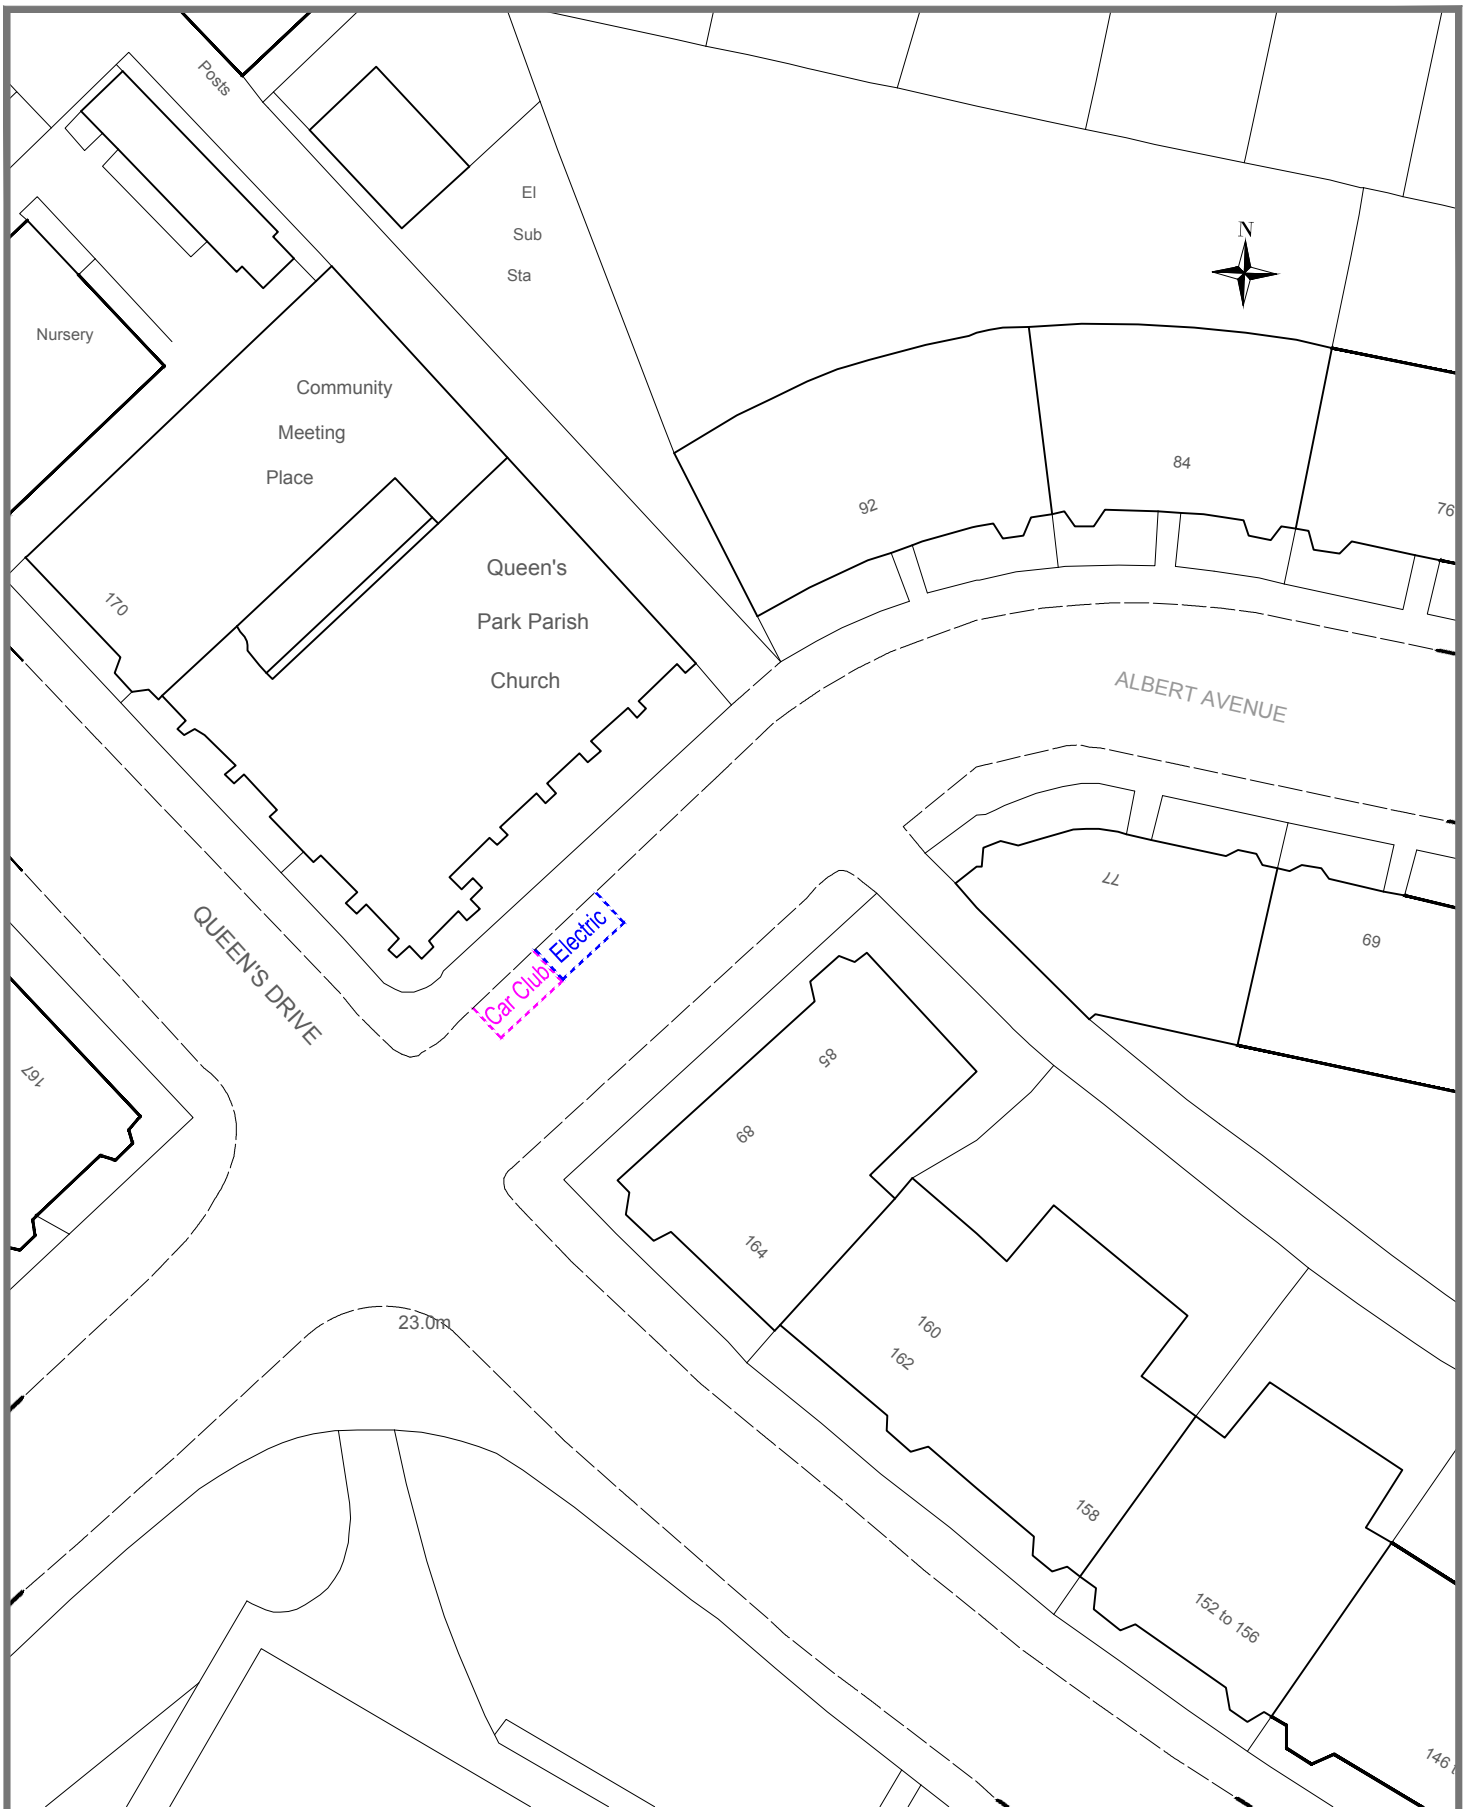 Posts
El
Sub
Sta
N
Nursery
Community
Meeting
Place
84
92
76
Queen's
Park Parish
Church
170
ALBERT AVENUE
77
69
Electric
Car Club
QUEEN'S DRIVE
85
167
89
164
23.0m
160
162
158
152 to 156
146 t